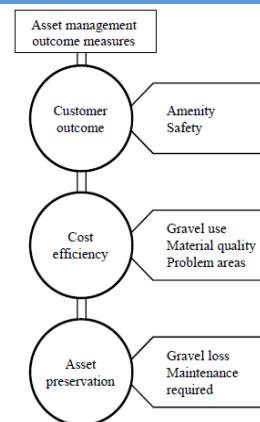 Asset management
outcome measures
Customer
outcome
Amenity
Safety
Cost
efficiency
Gravel use
Material quality
Problem areas
Asset
preservation
Gravel loss
Maintenance
required